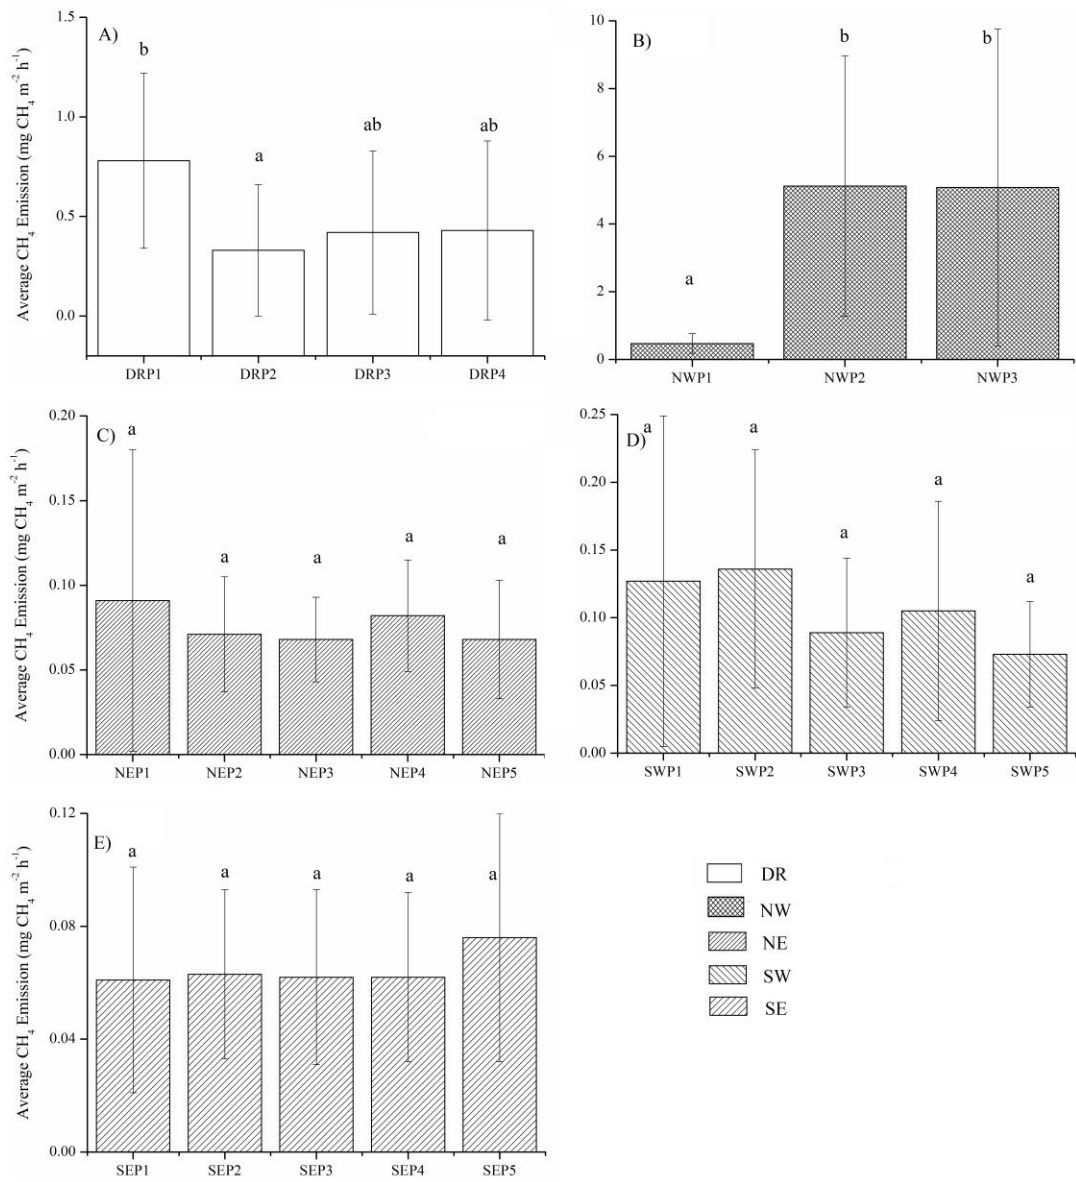 A)
Average CH₄ Emission (mg CH₄ m⁻² h⁻¹)
1.5
1.0
0.5
0.0
b
a
ab
ab
DRP1 DRP2 DRP3 DRP4
B)
10
8
6
4
2
0
a
b
b
NWP1 NWP2 NWP3
C)
Average CH₄ Emission (mg CH₄ m⁻² h⁻¹)
0.20
0.15
0.10
0.05
0.00
a
a
a
a
a
NEP1 NEP2 NEP3 NEP4 NEP5
D)
0.25
0.20
0.15
0.10
0.05
0.00
a
a
a
a
a
SWP1 SWP2 SWP3 SWP4 SWP5
E)
Average CH₄ Emission (mg CH₄ m⁻² h⁻¹)
0.12
0.08
0.04
0.00
a
a
a
a
a
SEP1 SEP2 SEP3 SEP4 SEP5
DR
NW
NE
SW
SE